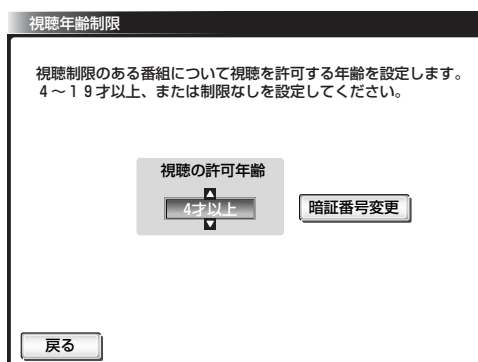 視聴年齢制限
視聴制限のある番組について視聴を許可する年齢を設定します。
4～19才以上、または制限なしを設定してください。
視聴の許可年齢
4才以上
暗証番号変更
戻る